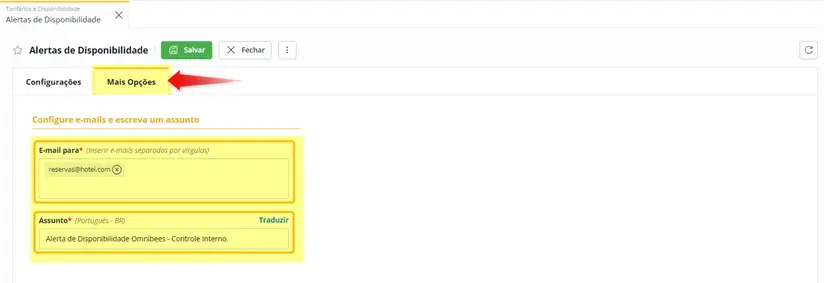 Tarifários e Disponibilidade
Alertas de Disponibilidade
Alertas de Disponibilidade Salvar Fechar
Configurações Mais Opções
Configure e-mails e escreva um assunto
E-mail para* (Inserir e-mails separados por vírgulas)
reservas@hotel.com
Assunto* (Português - BR) Traduzir
Alerta de Disponibilidade Omnibees - Controle Interno.